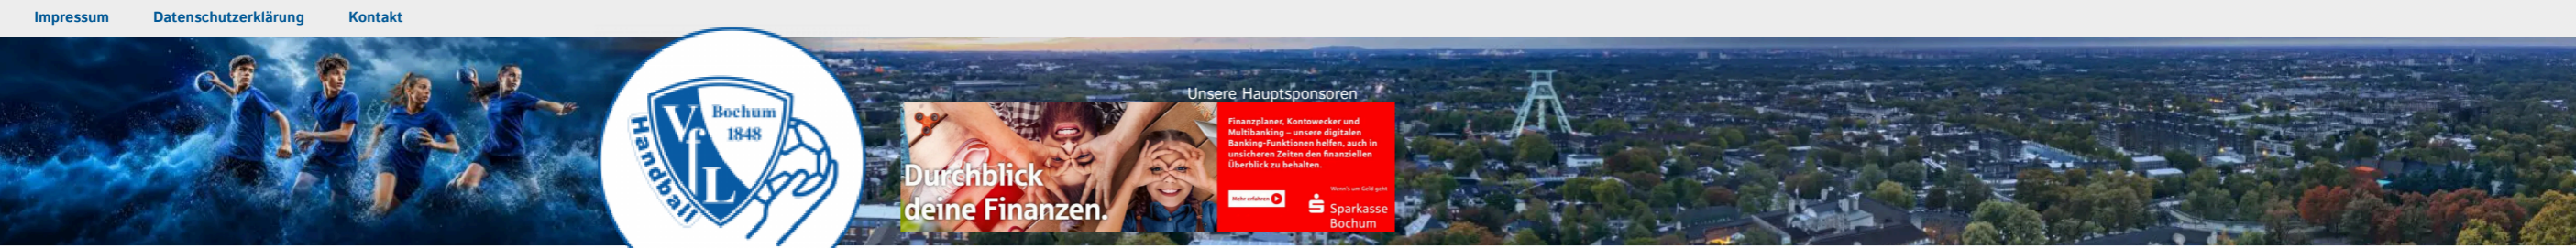 Impressum Datenschutzerklärung Kontakt
Handball
VfL
Bochum
1848
Unsere Hauptsponsoren
Durchblick
deine Finanzen.
Finanzplaner, Kontowecker und
Multibanking – unsere digitalen
Banking-Funktionen helfen, auch in
unsicheren Zeiten den finanziellen
Überblick zu behalten.
Mehr erfahren
Wenn's um Geld geht
Sparkasse
Bochum